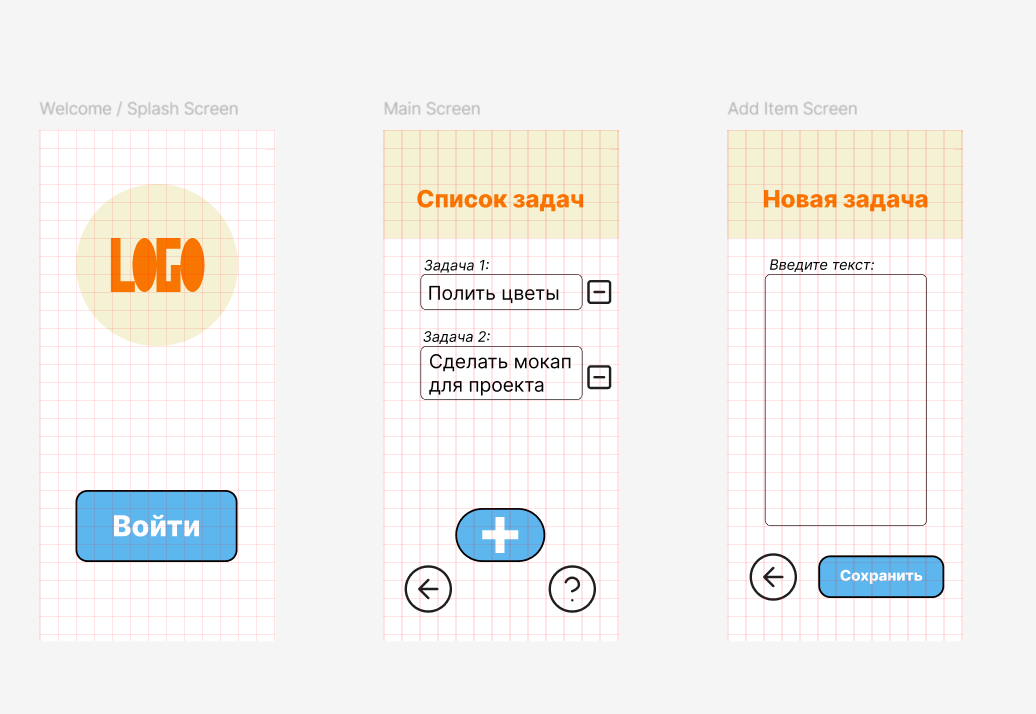 Welcome / Splash Screen
LOGO
Войти
Main Screen
Список задач
Задача 1:
Полить цветы
Задача 2:
Сделать мокап
для проекта
?
Add Item Screen
Новая задача
Введите текст:
Сохранить